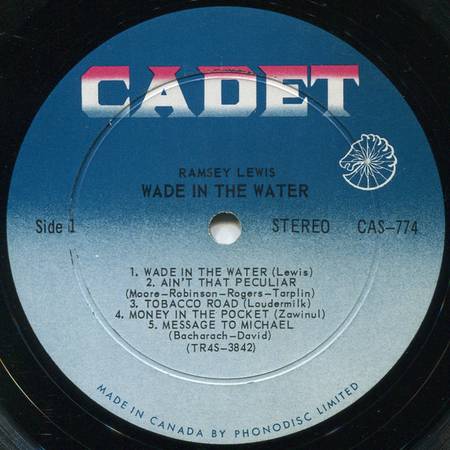 CADET
RAMSEY LEWIS
WADE IN THE WATER
Side 1 STEREO CAS-774
1. WADE IN THE WATER (Lewis)
2. AIN'T THAT PECULIAR
(Moore-Robinson-Rogers-Tarplin)
3. TOBACCO ROAD (Loudermilk)
4. MONEY IN THE POCKET (Zawinul)
5. MESSAGE TO MICHAEL
(Bacharach-David)
(TR4S-3842)
MADE IN CANADA BY PHONODISC LIMITED